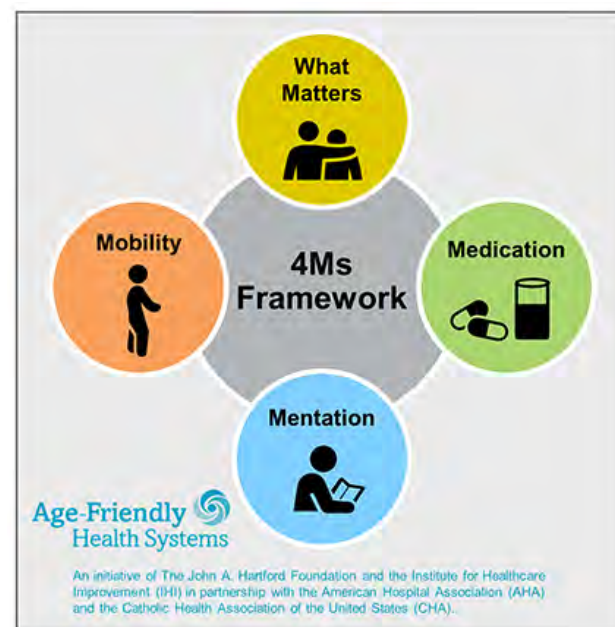 What
Matters
Mobility
4Ms
Framework
Medication
Mentation
Age-Friendly
Health Systems
An initiative of The John A. Hartford Foundation and the Institute for Healthcare
Improvement (IHI) in partnership with the American Hospital Association (AHA)
and the Catholic Health Association of the United States (CHA)..